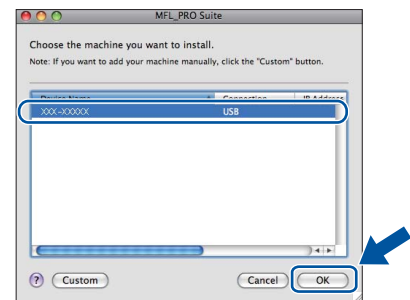 MFL_PRO Suite
Choose the machine you want to install.
Note: If you want to add your machine manually, click the "Custom" button.
Device Name Connection IP Address
XXX-XXXXX USB
? Custom Cancel OK